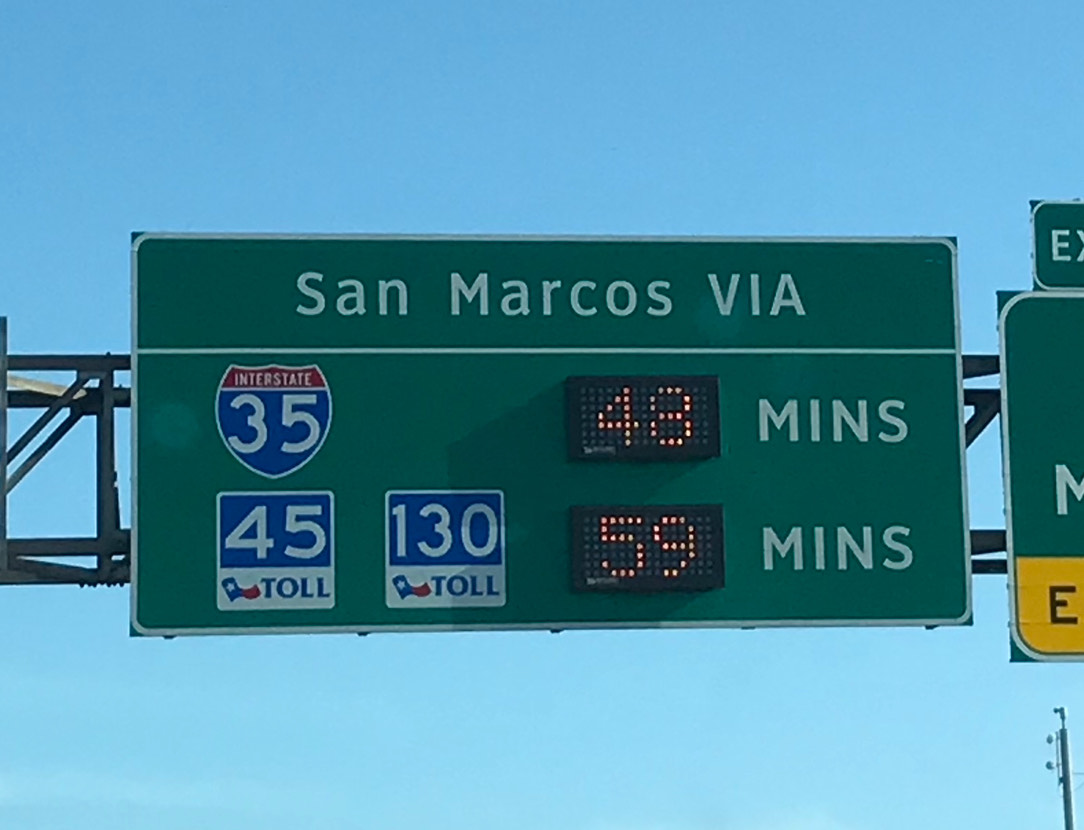 San Marcos VIA
INTERSTATE
35
48 MINS
45
TOLL
130
TOLL
59 MINS